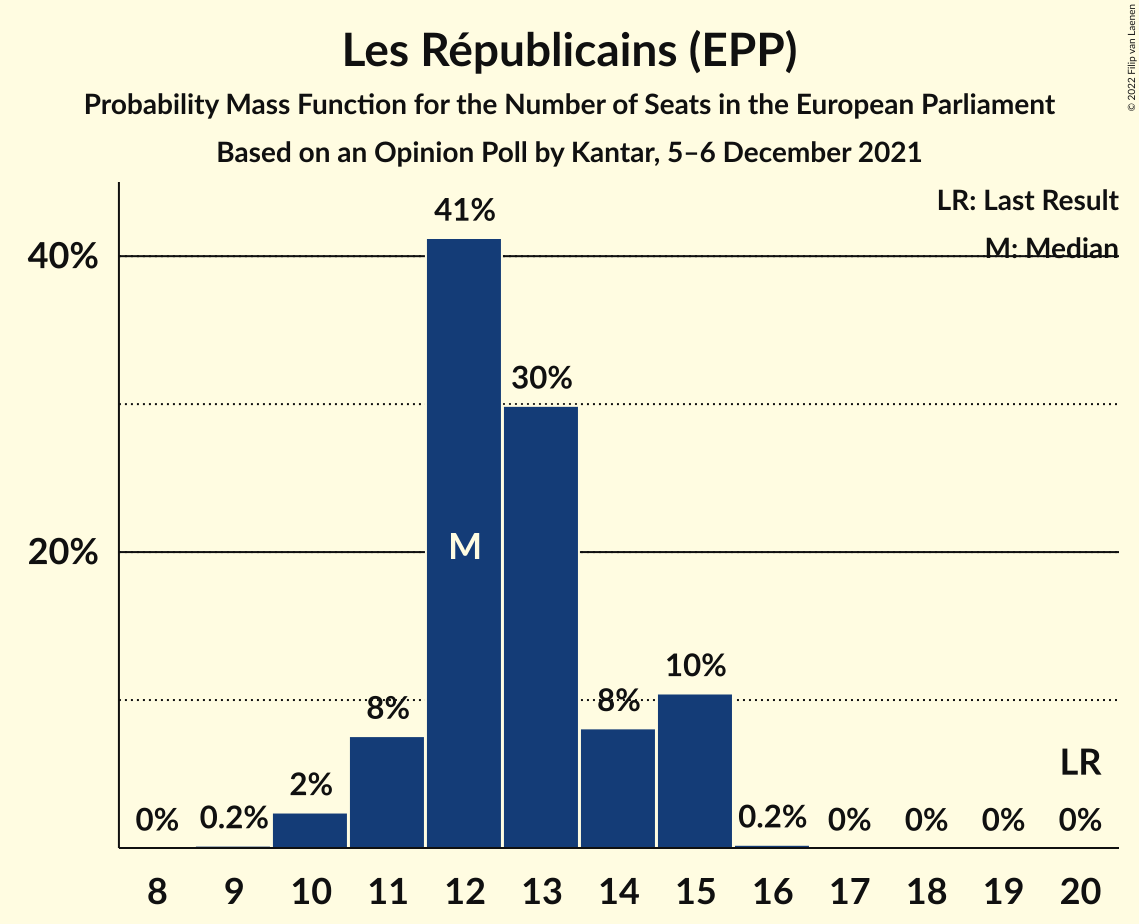 © 2022 Filip van Laenen
Les Républicains (EPP)
Probability Mass Function for the Number of Seats in the European Parliament
Based on an Opinion Poll by Kantar, 5–6 December 2021
LR: Last Result
M: Median
40%
20%
0%
0.2%
2%
8%
41%
30%
8%
10%
0.2%
0%
0%
0%
0%
M
LR
8 9 10 11 12 13 14 15 16 17 18 19 20